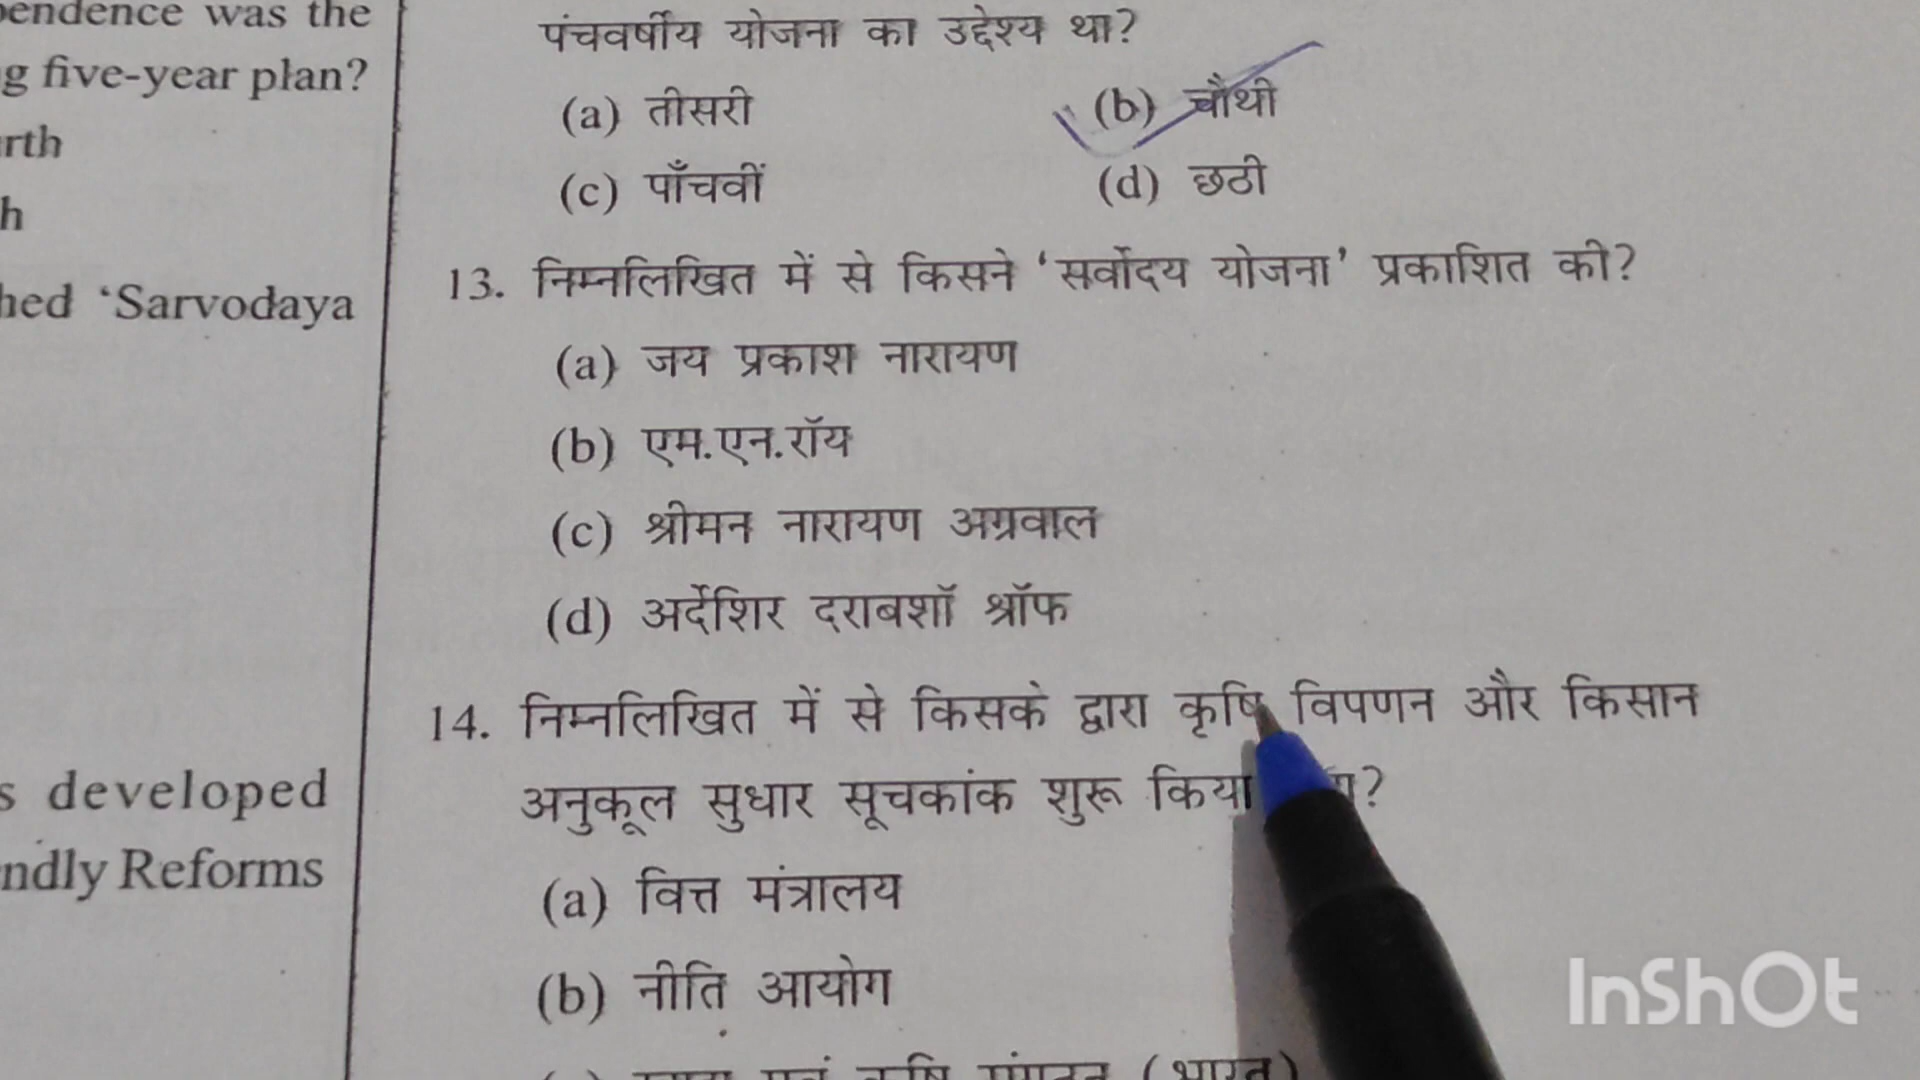 endence was the
g five-year plan?
rth
h
hed ‘Sarvodaya
s developed
ndly Reforms
पंचवर्षीय योजना का उद्देश्य था?
(a) तीसरी (b) चौथी
(c) पाँचवीं (d) छठी
13. निम्नलिखित में से किसने ‘सर्वोदय योजना’ प्रकाशित की?
(a) जय प्रकाश नारायण
(b) एम.एन.रॉय
(c) श्रीमन नारायण अग्रवाल
(d) अर्देशिर दराबशॉ श्रॉफ
14. निम्नलिखित में से किसके द्वारा कृषि विपणन और किसान
अनुकूल सुधार सूचकांक शुरू किया
(a) वित्त मंत्रालय
(b) नीति आयोग
(भारत)
InShOt